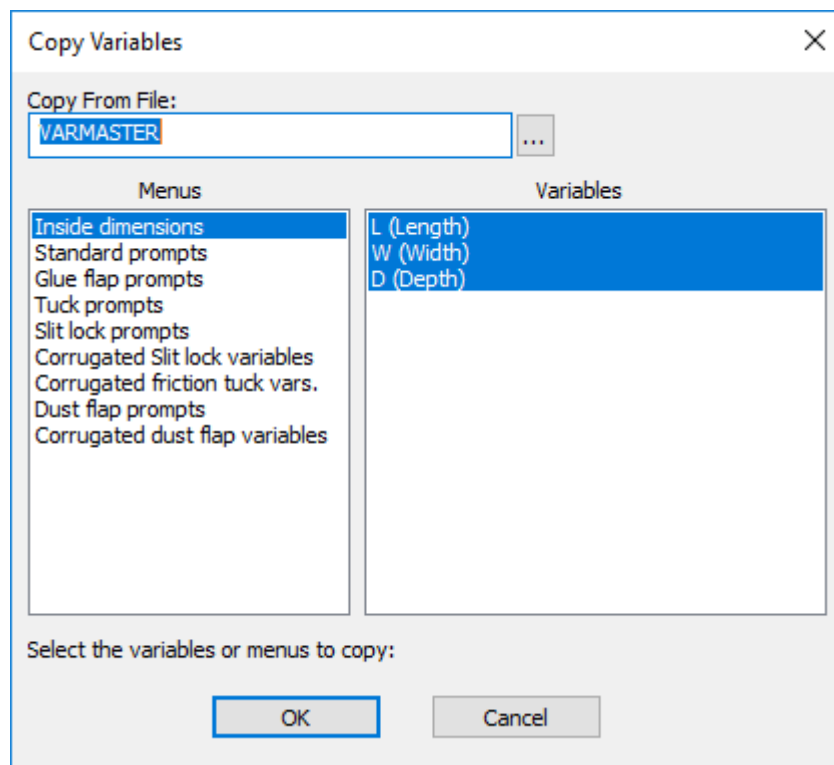 Copy Variables
Copy From File:
VARMASTER
...
Menus
Variables
Inside dimensions
Standard prompts
Glue flap prompts
Tuck prompts
Slit lock prompts
Corrugated Slit lock variables
Corrugated friction tuck vars.
Dust flap prompts
Corrugated dust flap variables
L (Length)
W (Width)
D (Depth)
Select the variables or menus to copy:
OK
Cancel